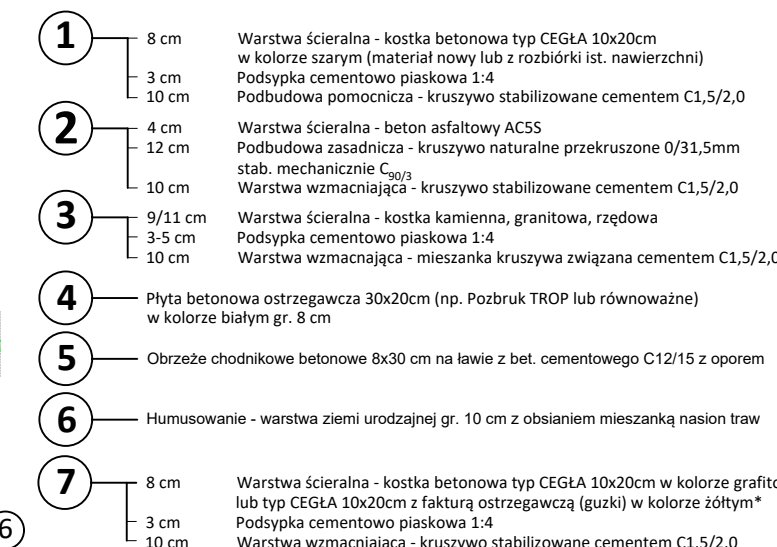 1
8 cm Warstwa ścieralna - kostka betonowa typ CEGŁA 10x20cm
w kolorze szarym (materiał nowy lub z rozbiórki ist. nawierzchni)
3 cm Podsypka cementowo piaskowa 1:4
10 cm Podbudowa pomocnicza - kruszywo stabilizowane cementem C1,5/2,0
2
4 cm Warstwa ścieralna - beton asfaltowy AC5S
12 cm Podbudowa zasadnicza - kruszywo naturalne przekruszone 0/31,5mm
stab. mechanicznie C90/3
10 cm Warstwa wzmacniająca - kruszywo stabilizowane cementem C1,5/2,0
3
9/11 cm Warstwa ścieralna - kostka kamienna, granitowa, rzędowa
3-5 cm Podsypka cementowo piaskowa 1:4
10 cm Warstwa wzmacnająca - mieszanka kruszywa związana cementem C1,5/2,0
4
Płyta betonowa ostrzegawcza 30x20cm (np. Pozbruk TROP lub równoważne)
w kolorze białym gr. 8 cm
5
Obrzeże chodnikowe betonowe 8x30 cm na ławie z bet. cementowego C12/15 z oporem
6
Humusowanie - warstwa ziemi urodzajnej gr. 10 cm z obsianiem mieszanką nasion traw
7
8 cm Warstwa ścieralna - kostka betonowa typ CEGŁA 10x20cm w kolorze grafito
lub typ CEGŁA 10x20cm z fakturą ostrzegawczą (guzki) w kolorze żółtym*
3 cm Podsypka cementowo piaskowa 1:4
10 cm Warstwa wzmacniająca - kruszywo stabilizowane cementem C1,5/2,0
6